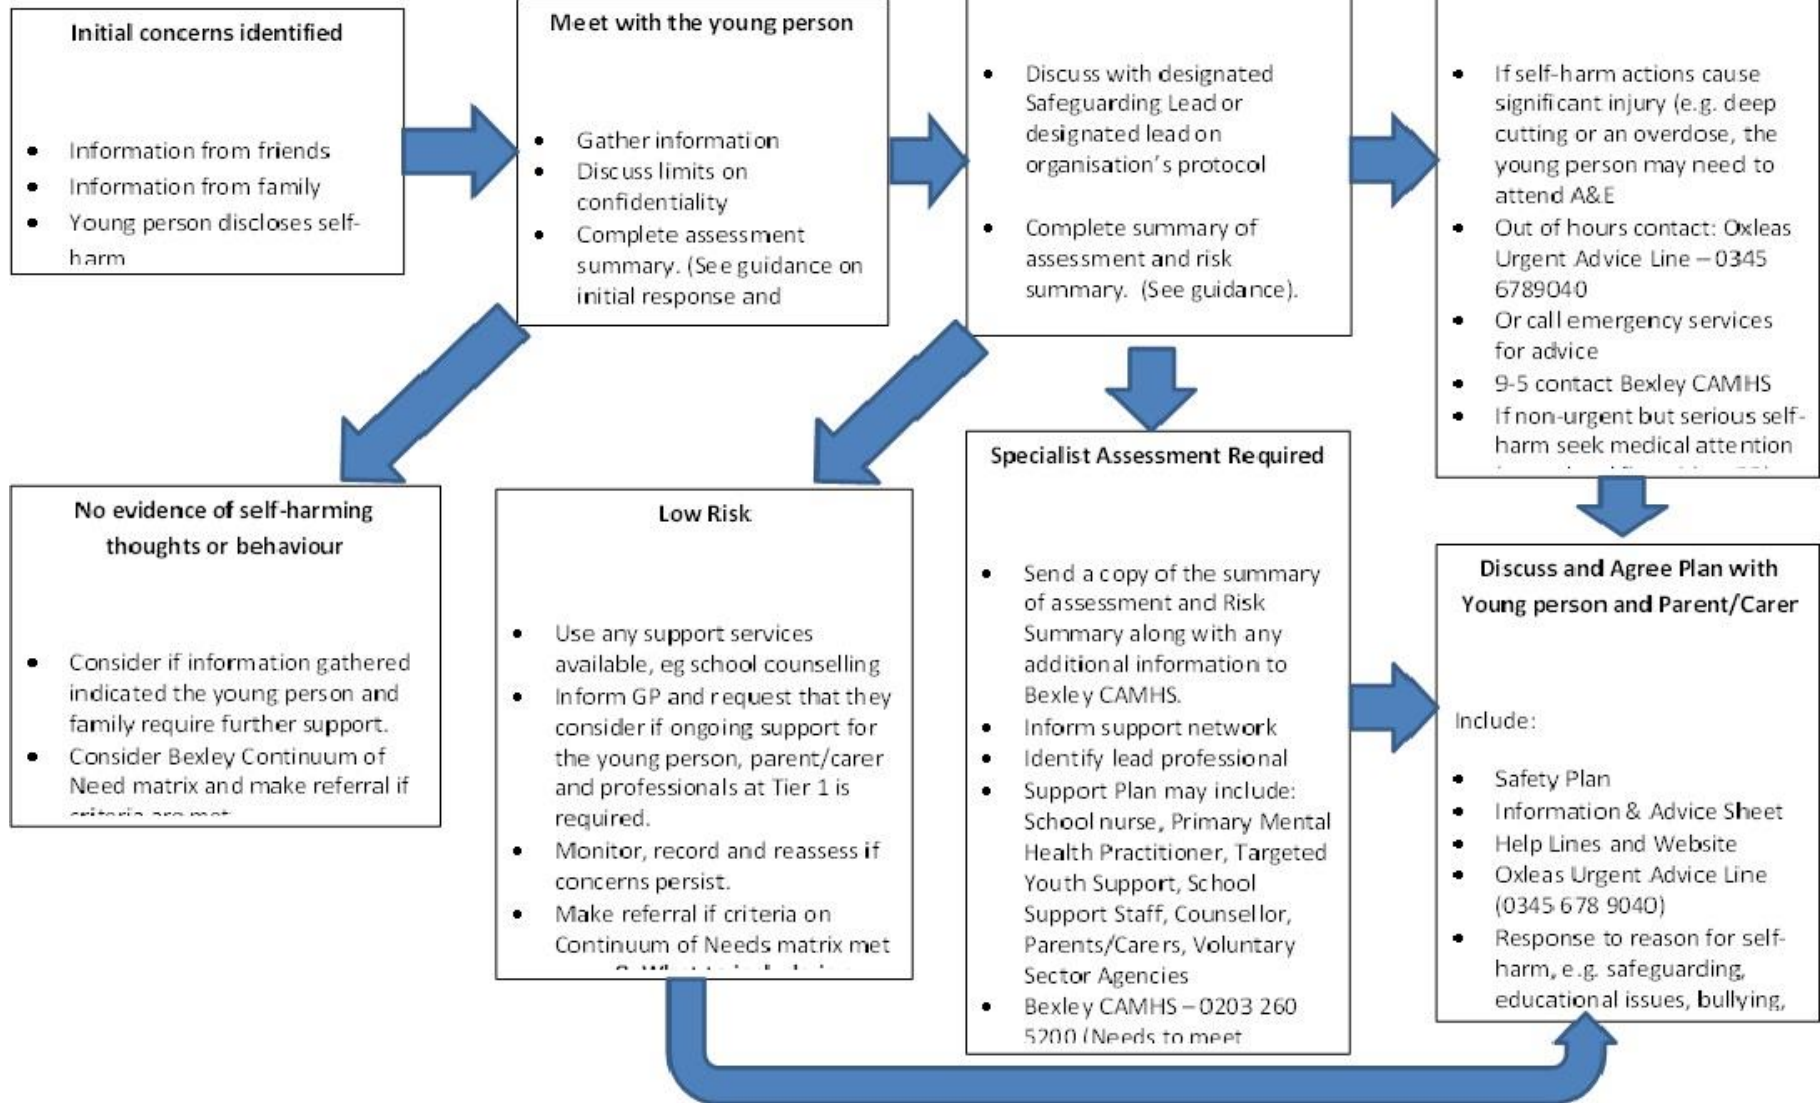 Initial concerns identified
• Information from friends
• Information from family
• Young person discloses self-
harm
Meet with the young person
• Gather information
• Discuss limits on
confidentiality
• Complete assessment
summary. (See guidance on
initial response and
• Discuss with designated
Safeguarding Lead or
designated lead on
organisation's protocol
• Complete summary of
assessment and risk
summary. (See guidance).
• If self-harm actions cause
significant injury (e.g. deep
cutting or an overdose, the
young person may need to
attend A&E
• Out of hours contact: Oxleas
Urgent Advice Line – 0345
6789040
• Or call emergency services
for advice
• 9-5 contact Bexley CAMHS
• If non-urgent but serious self-
harm seek medical attention
No evidence of self-harming
thoughts or behaviour
• Consider if information gathered
indicated the young person and
family require further support.
• Consider Bexley Continuum of
Need matrix and make referral if
criteria are met
Low Risk
• Use any support services
available, eg school counselling
• Inform GP and request that they
consider if ongoing support for
the young person, parent/carer
and professionals at Tier 1 is
required.
• Monitor, record and reassess if
concerns persist.
• Make referral if criteria on
Continuum of Needs matrix met
Specialist Assessment Required
• Send a copy of the summary
of assessment and Risk
Summary along with any
additional information to
Bexley CAMHS.
• Inform support network
• Identify lead professional
• Support Plan may include:
School nurse, Primary Mental
Health Practitioner, Targeted
Youth Support, School
Support Staff, Counsellor,
Parents/Carers, Voluntary
Sector Agencies
• Bexley CAMHS – 0203 260
5200 (Needs to meet
Discuss and Agree Plan with
Young person and Parent/Carer
Include:
• Safety Plan
• Information & Advice Sheet
• Help Lines and Website
• Oxleas Urgent Advice Line
(0345 678 9040)
• Response to reason for self-
harm, e.g. safeguarding,
educational issues, bullying,